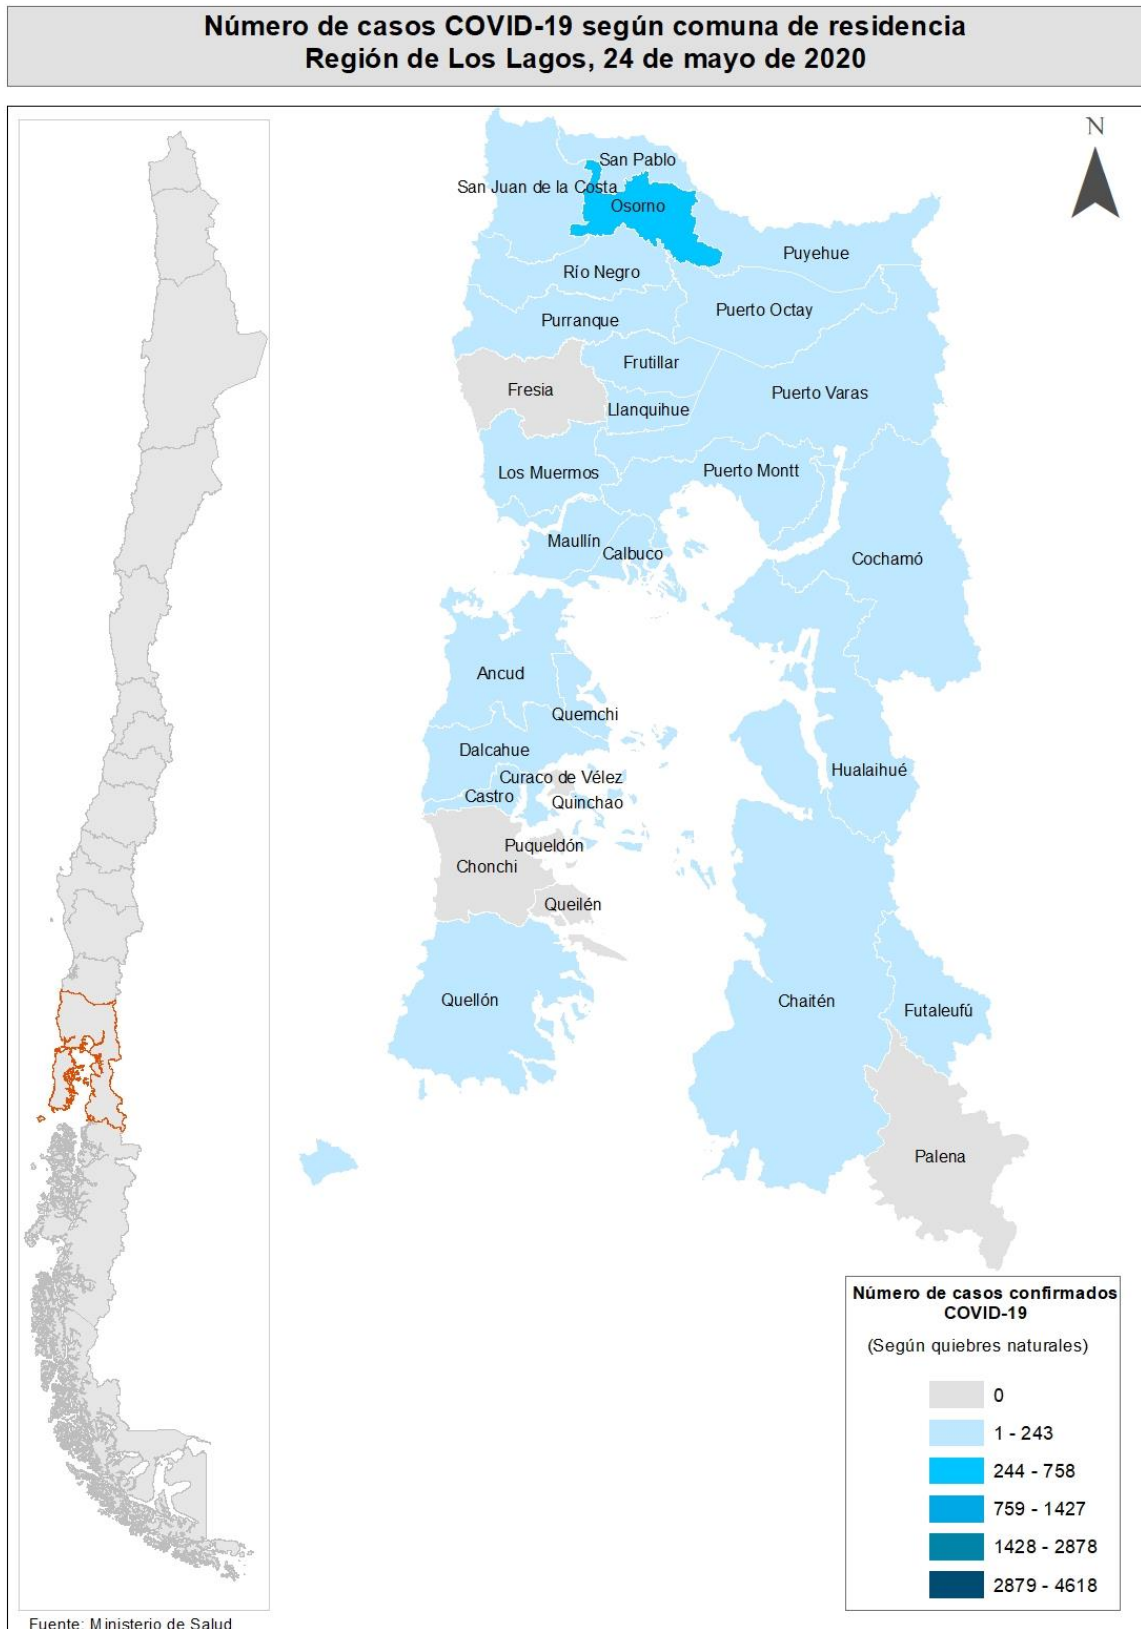 Número de casos COVID-19 según comuna de residencia
Región de Los Lagos, 24 de mayo de 2020
N
San Pablo
San Juan de la Costa
Osorno
Puyehue
Río Negro
Puerto Octay
Purranque
Frutillar
Fresia
Puerto Varas
Llanquihue
Los Muermos
Puerto Montt
Maullín
Calbuco
Cochamó
Ancud
Quemchi
Dalcahue
Hualaihué
Curaco de Vélez
Castro
Quinchao
Puqueldón
Chonchi
Queilén
Quellón
Chaitén
Futaleufú
Palena
Número de casos confirmados
COVID-19
(Según quiebres naturales)
0
1 - 243
244 - 758
759 - 1427
1428 - 2878
2879 - 4618
Fuente: Ministerio de Salud